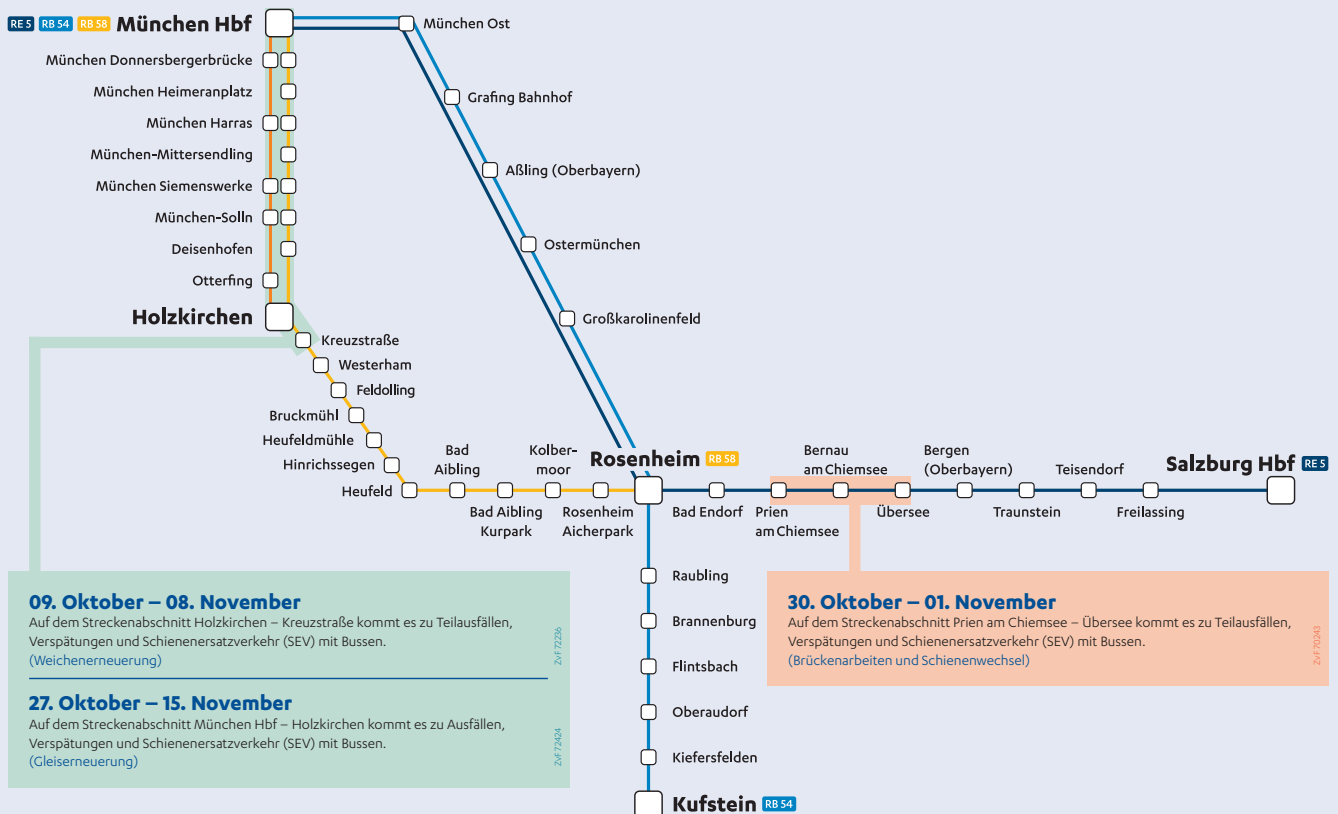 RE 5 RB 54 RB 58 München Hbf
München Ost
München Donnersbergerbrücke
München Heimeranplatz
München Harras
München-Mittersendling
München Siemenswerke
München-Solln
Deisenhofen
Otterfing
Holzkirchen
Grafing Bahnhof
Aßling (Oberbayern)
Ostermünchen
Großkarolinenfeld
Kreuzstraße
Westerham
Feldolling
Bruckmühl
Heufeldmühle
Hinrichssegen
Heufeld
Bad
Aibling
Bad Aibling
Kurpark
Kolber-
moor
Rosenheim
Aicherpark
Rosenheim RB 58
Bad Endorf
Prien
am Chiemsee
Bernau
am Chiemsee
Übersee
Bergen
(Oberbayern)
Traunstein
Teisendorf
Freilassing
Salzburg Hbf RE 5
Raubling
Brannenburg
Flintsbach
Oberaudorf
Kiefersfelden
Kufstein RB 54
09. Oktober – 08. November
Auf dem Streckenabschnitt Holzkirchen – Kreuzstraße kommt es zu Teilausfällen,
Verspätungen und Schienenersatzverkehr (SEV) mit Bussen.
(Weichenerneuerung)
ZvF 72236
27. Oktober – 15. November
Auf dem Streckenabschnitt München Hbf – Holzkirchen kommt es zu Ausfällen,
Verspätungen und Schienenersatzverkehr (SEV) mit Bussen.
(Gleiserneuerung)
ZvF 72424
30. Oktober – 01. November
Auf dem Streckenabschnitt Prien am Chiemsee – Übersee kommt es zu Teilausfällen,
Verspätungen und Schienenersatzverkehr (SEV) mit Bussen.
(Brückenarbeiten und Schienenwechsel)
ZvF 70243